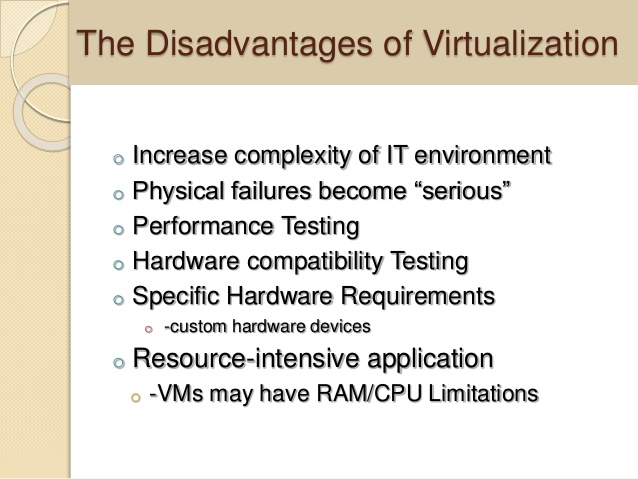 The Disadvantages of Virtualization
Increase complexity of IT environment
Physical failures become “serious”
Performance Testing
Hardware compatibility Testing
Specific Hardware Requirements
-custom hardware devices
Resource-intensive application
-VMs may have RAM/CPU Limitations